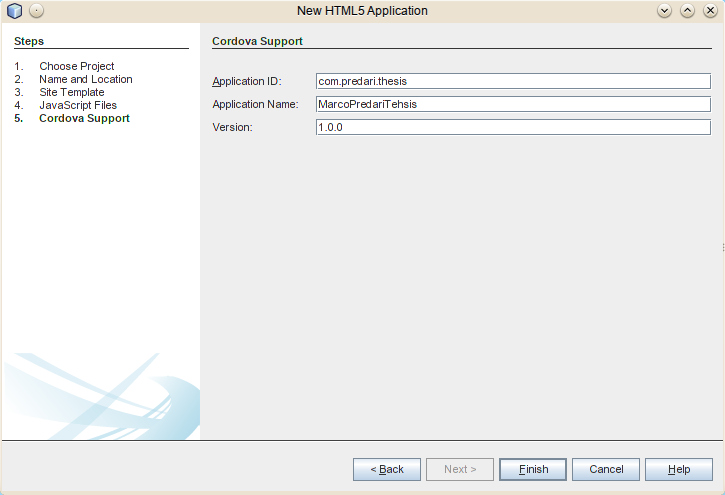 New HTML5 Application
Steps
1. Choose Project
2. Name and Location
3. Site Template
4. JavaScript Files
5. Cordova Support
Cordova Support
Application ID: com.predari.thesis
Application Name: MarcoPredariTehsis
Version: 1.0.0
< Back Next > Finish Cancel Help